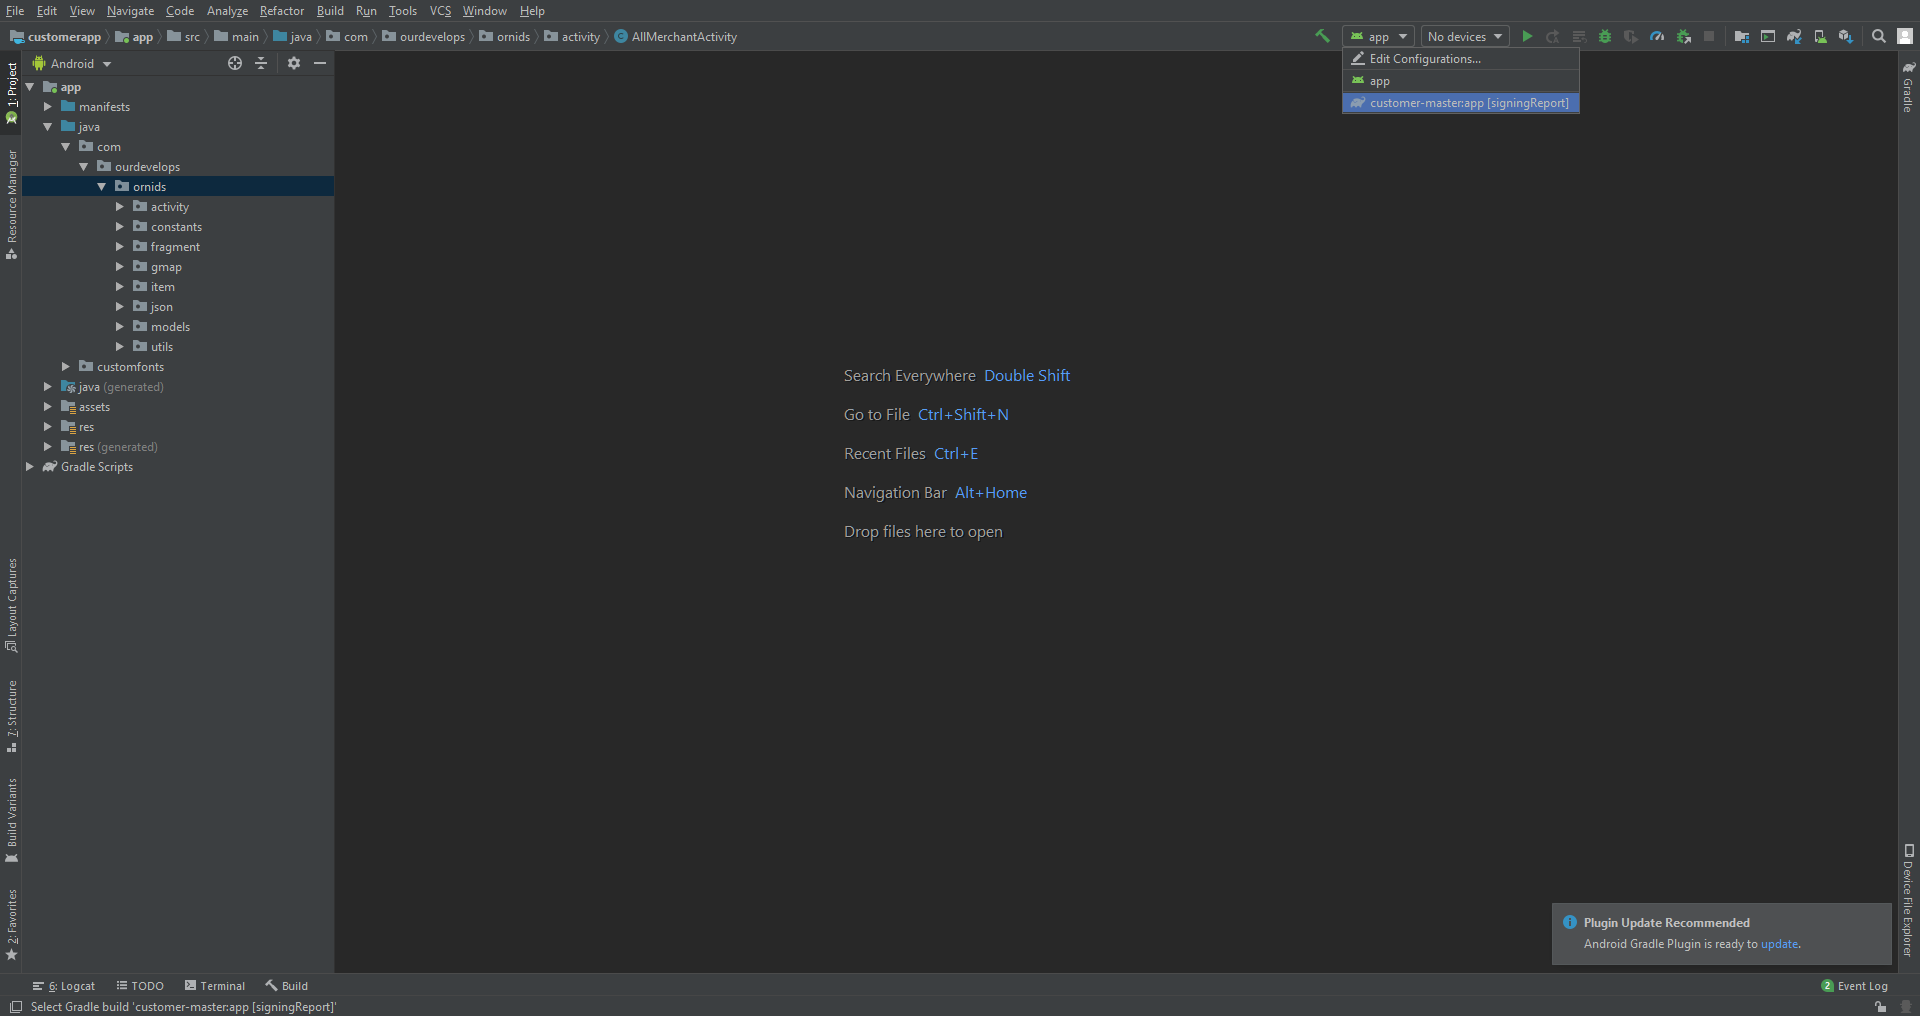 File Edit View Navigate Code Analyze Refactor Build Run Tools VCS Window Help
customerapp app src main java com ourdevelops ornids activity AllMerchantActivity
app No devices
Edit Configurations...
app
customer-master:app [signingReport]
Android
app
manifests
java
com
ourdevelops
ornids
activity
constants
fragment
gmap
item
json
models
utils
customfonts
java (generated)
assets
res
res (generated)
Gradle Scripts
1: Project
Resource Manager
Layout Captures
7: Structure
Build Variants
2: Favorites
Search Everywhere Double Shift
Go to File Ctrl+Shift+N
Recent Files Ctrl+E
Navigation Bar Alt+Home
Drop files here to open
Gradle
Device File Explorer
Plugin Update Recommended
Android Gradle Plugin is ready to update.
6: Logcat TODO Terminal Build
2 Event Log
Select Gradle build 'customer-master:app [signingReport]'